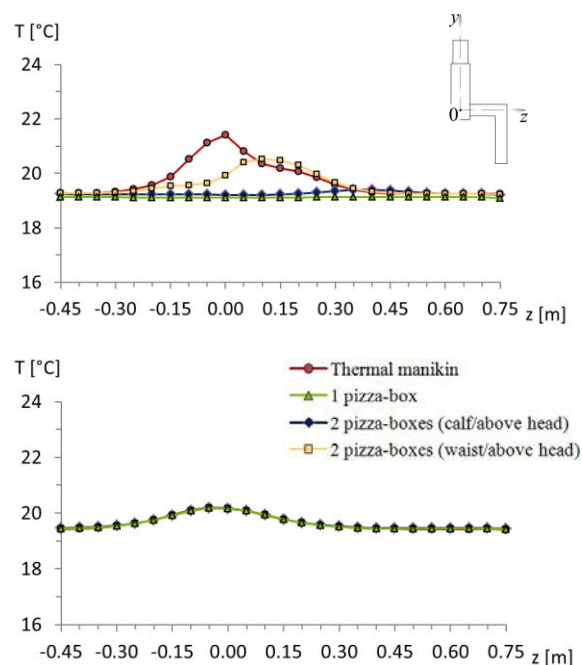 T [°C]
y
24
22
0
z
20
18
16
-0.45 -0.30 -0.15 0.00 0.15 0.30 0.45 0.60 0.75 z [m]
T [°C]
Thermal manikin
1 pizza-box
2 pizza-boxes (calf/above head)
2 pizza-boxes (waist/above head)
24
22
20
18
16
-0.45 -0.30 -0.15 0.00 0.15 0.30 0.45 0.60 0.75 z [m]